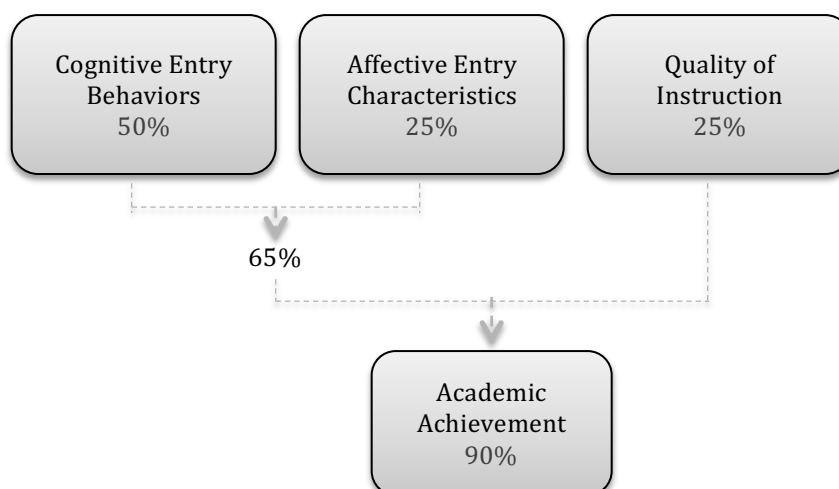 Cognitive Entry
Behaviors
50%
Affective Entry
Characteristics
25%
Quality of
Instruction
25%
65%
Academic
Achievement
90%